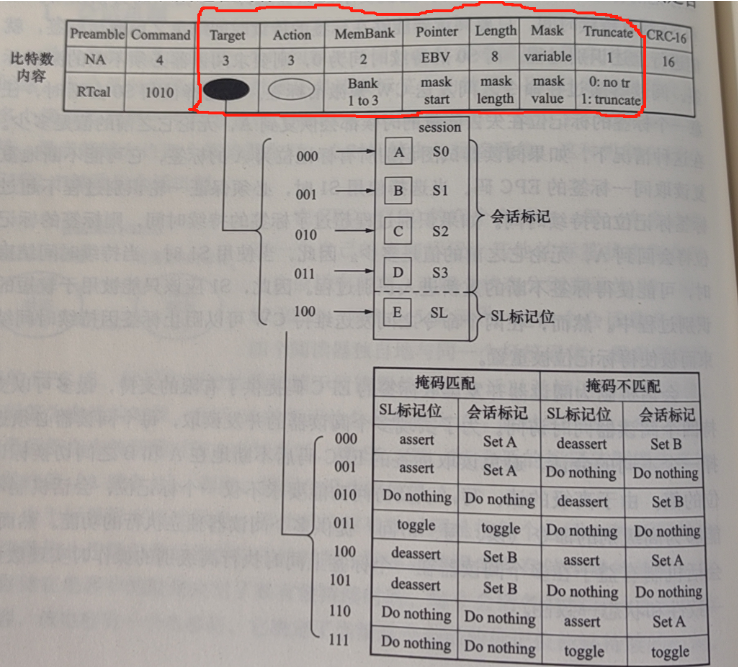 Preamble Command Target Action MemBank Pointer Length Mask Truncate CRC-16
比特数 NA 4 3 3 2 EBV 8 variable 1 16
内容 RTcal 1010 Bank 1 to 3 mask start mask length mask value 0: no tr 1: truncate
session
000 A S0
001 B S1
010 C S2 会话标记
011 D S3
100 E SL SL标记位
掩码匹配 掩码不匹配
SL标记位 会话标记 SL标记位 会话标记
000 assert Set A deassert Set B
001 assert Set A Do nothing Do nothing
010 Do nothing Do nothing deassert Set B
011 toggle toggle Do nothing Do nothing
100 deassert Set B assert Set A
101 deassert Set B Do nothing Do nothing
110 Do nothing Do nothing assert Set A
111 Do nothing Do nothing toggle toggle